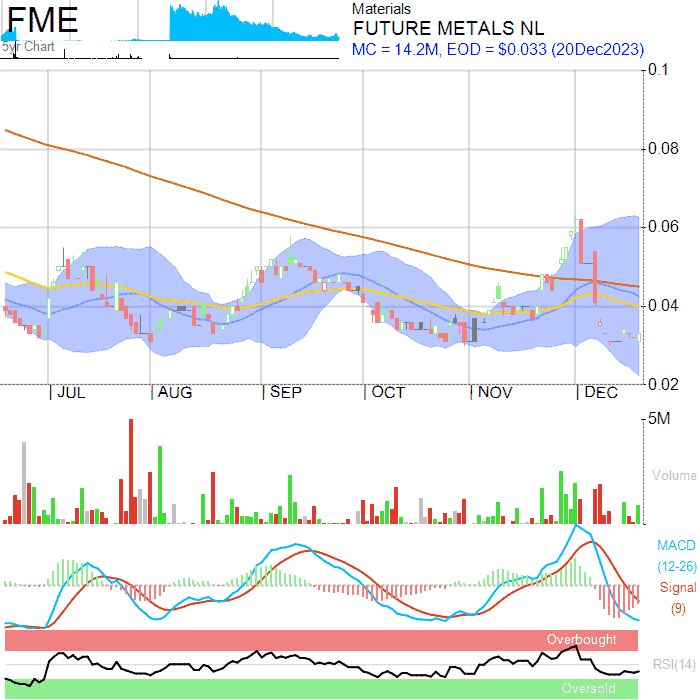 FME
5yr Chart
Materials
FUTURE METALS NL
MC = 14.2M, EOD = $0.033 (20Dec2023)
0.1
0.08
0.06
0.04
0.02
JUL AUG SEP OCT NOV DEC
5M
Volume
MACD
(12-26)
Signal
(9)
Overbought
RSI(14)
Oversold